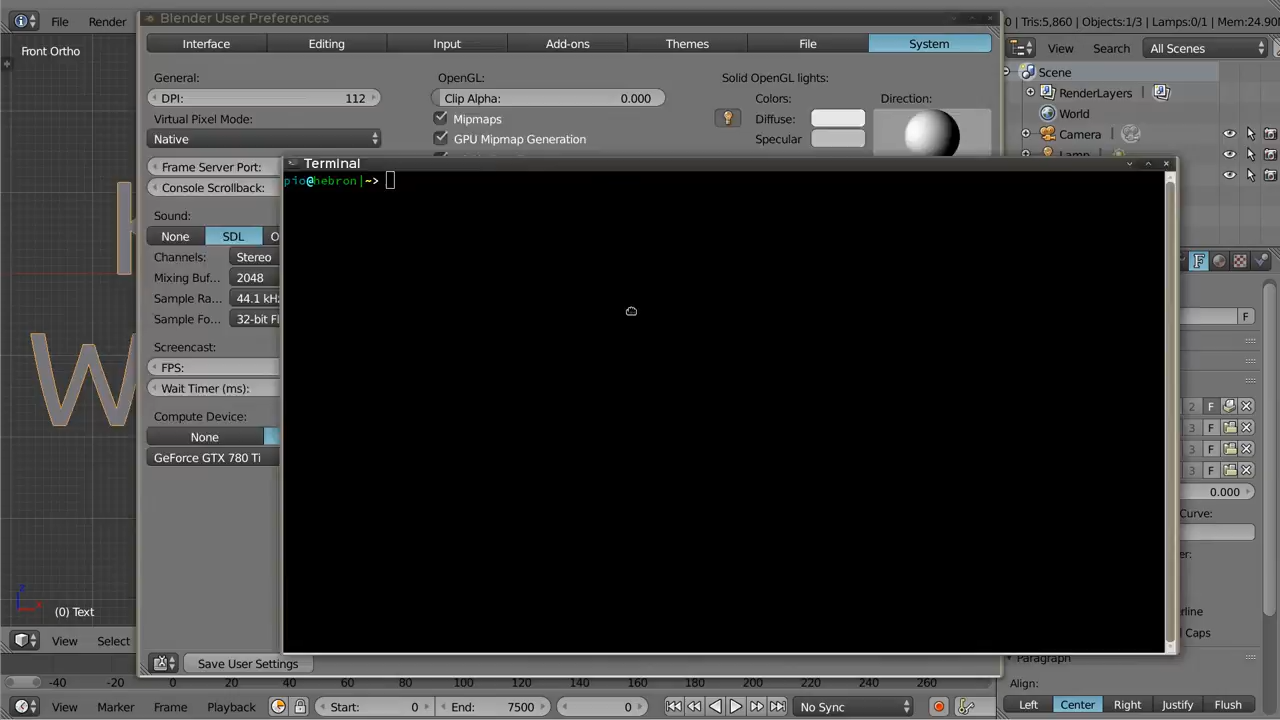 File Render
Blender User Preferences
0 | Tris:5,860 | Objects:1/3 | Lamps:0/1 | Mem:24.90
Front Ortho
Interface Editing Input Add-ons Themes File System
View Search All Scenes
General: OpenGL: Solid OpenGL lights:
Scene
DPI: 112 Clip Alpha: 0.000 Colors: Direction:
RenderLayers
Virtual Pixel Mode: Mipmaps Diffuse:
World
Native GPU Mipmap Generation Specular
Camera
Lamp
Frame Server Port:
Terminal
Console Scrollback:
pio@hebron|~>
Sound:
None SDL O
Channels: Stereo
Mixing Buf... 2048
Sample Ra... 44.1 kHz
Sample Fo... 32-bit Fl
F
F
Screencast:
FPS:
Wait Timer (ms):
2 F
Compute Device:
3 F
None
3 F
GeForce GTX 780 Ti
3 F
0.000
Curve:
er:
(0) Text
rline
l Caps
View Select
Save User Settings
Paragraph
-40 -20 0 20 40 60 80 100 120 140 160 180 200 220 240 260
Align:
View Marker Frame Playback Start: 0 End: 7500 0 No Sync
Left Center Right Justify Flush